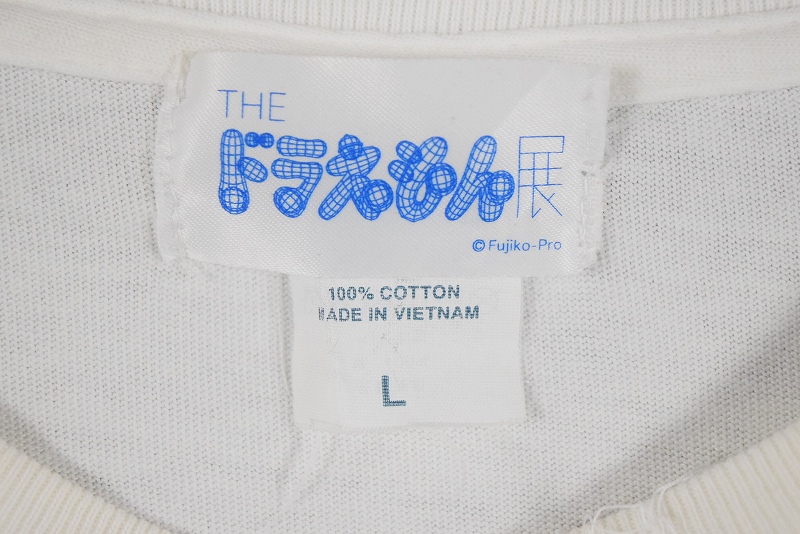 THE
ドラえもん展
©Fujiko-Pro
100% COTTON
MADE IN VIETNAM
L